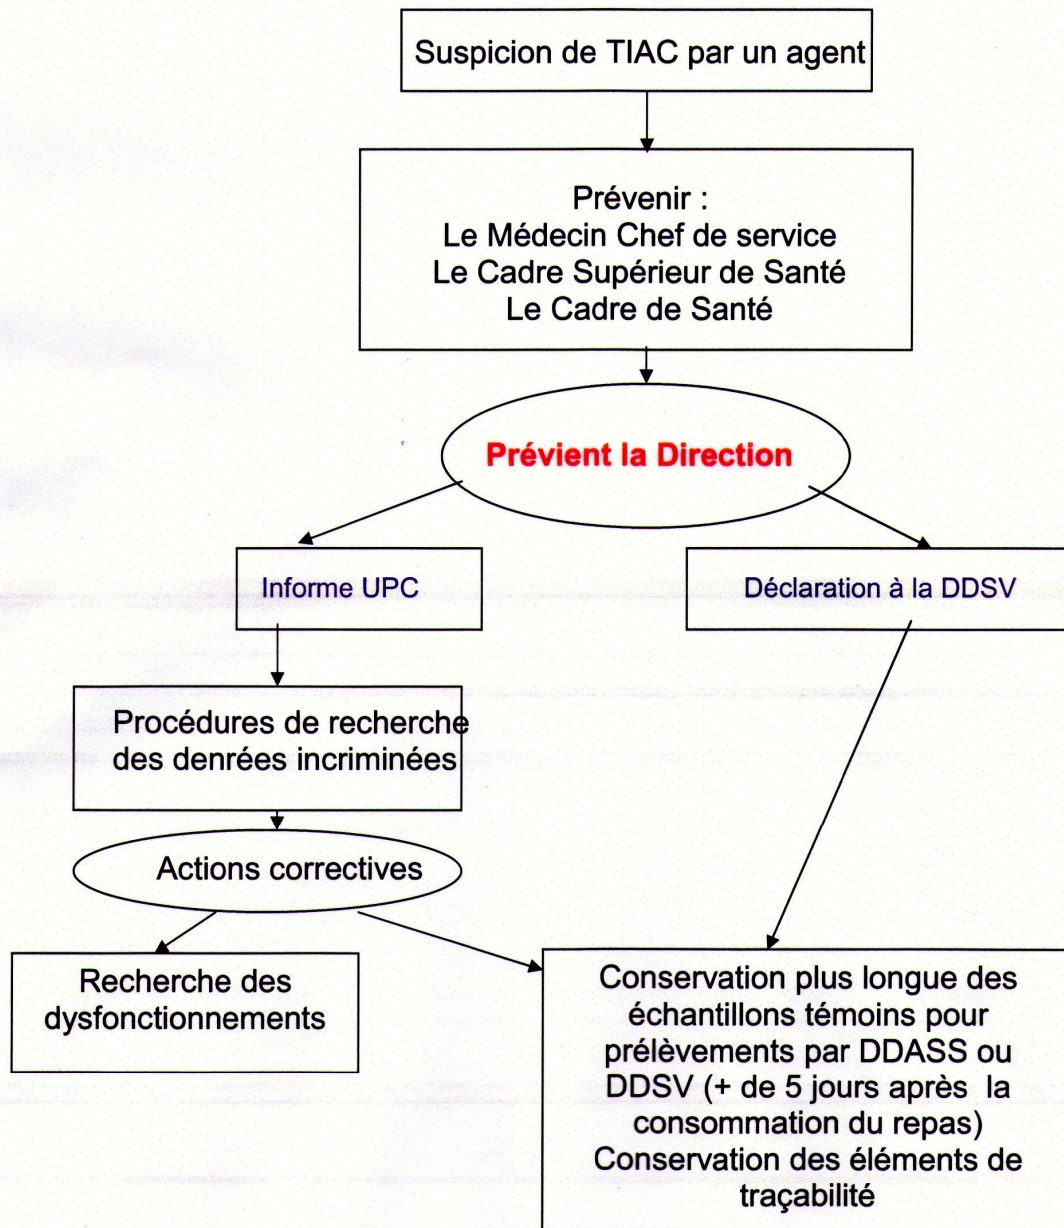 Suspicion de TIAC par un agent
Prévenir :
Le Médecin Chef de service
Le Cadre Supérieur de Santé
Le Cadre de Santé
Prévient la Direction
Informe UPC
Déclaration à la DDSV
Procédures de recherche
des denrées incriminées
Actions correctives
Recherche des
dysfonctionnements
Conservation plus longue des
échantillons témoins pour
prélèvements par DDASS ou
DDSV (+ de 5 jours après la
consommation du repas)
Conservation des éléments de
traçabilité